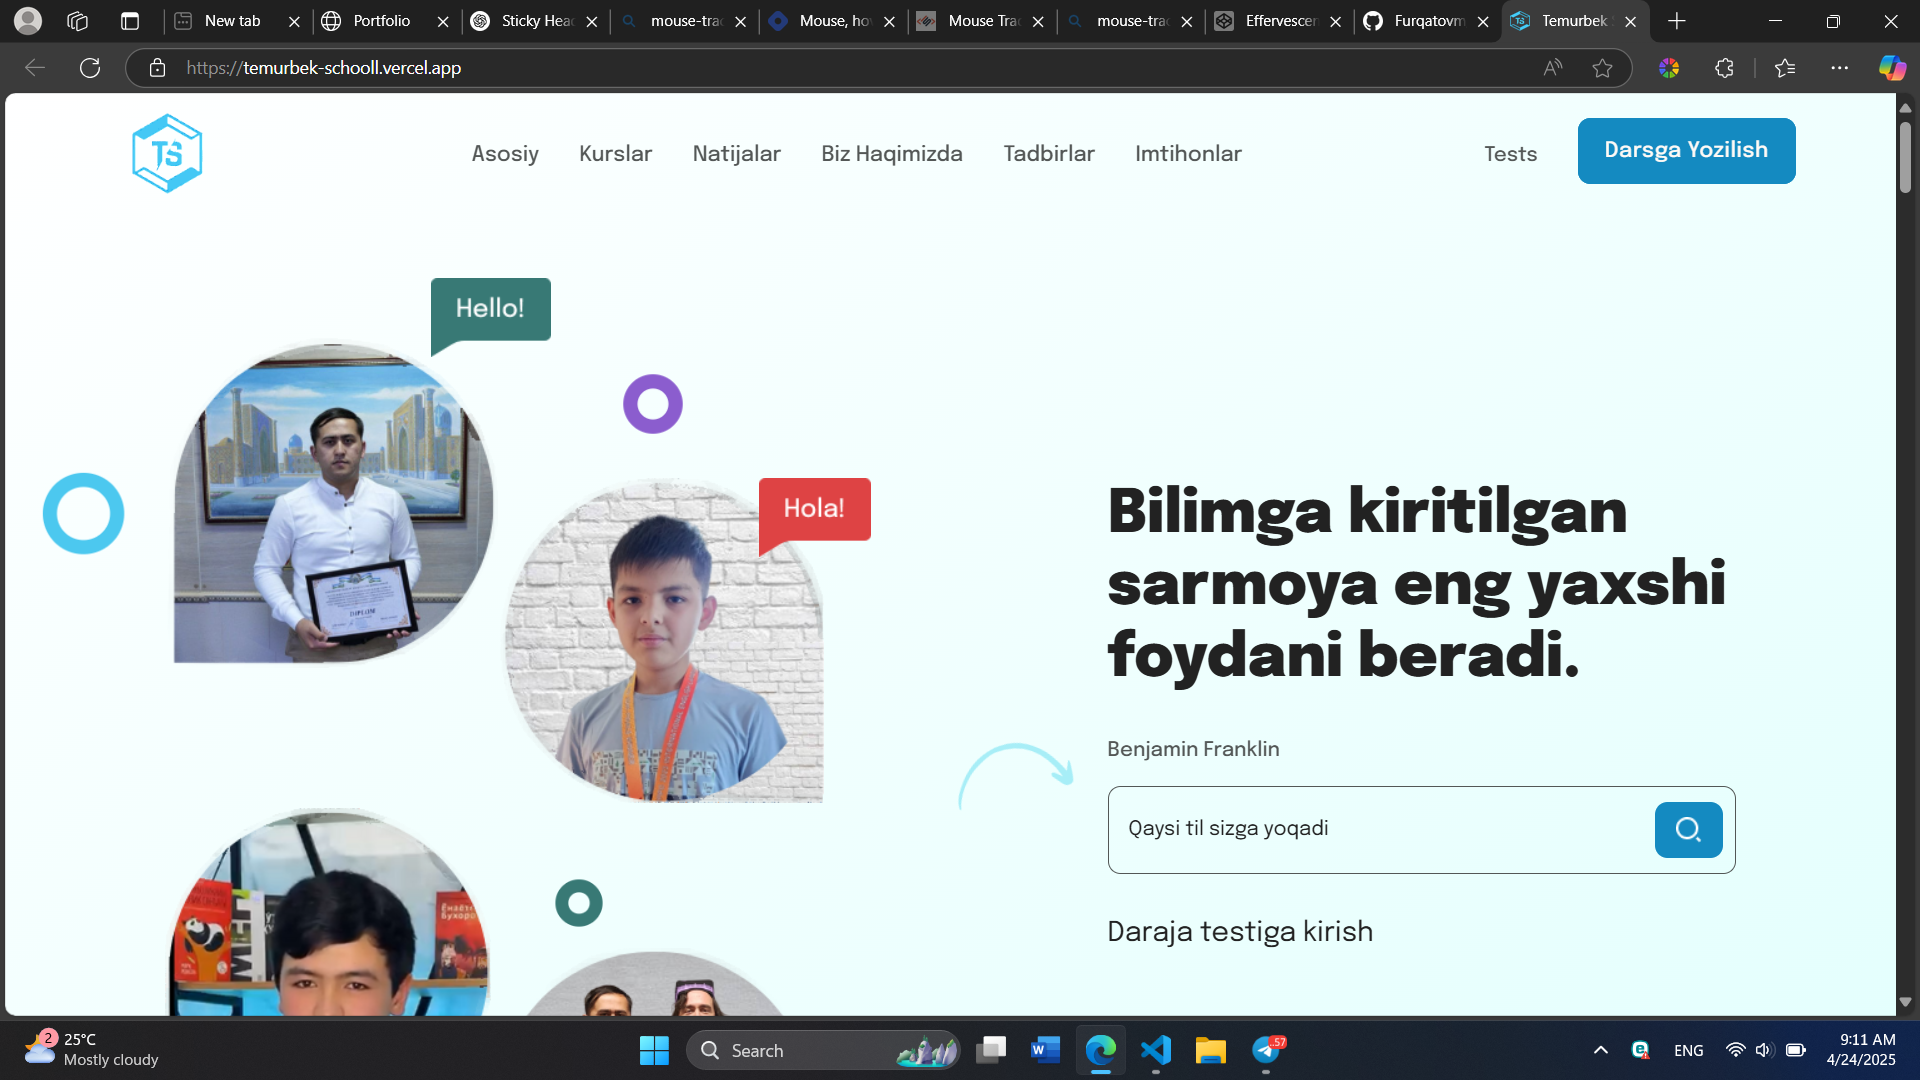 New tab
Portfolio
Sticky Hea
mouse-tra
Mouse, ho
Mouse Tra
mouse-tra
Effervescen
Furqatovm
Temurbek S
https://temurbek-schooll.vercel.app
TS
Asosiy
Kurslar
Natijalar
Biz Haqimizda
Tadbirlar
Imtihonlar
Tests
Darsga Yozilish
Hello!
Hola!
DIPLOM
Bilimga kiritilgan
sarmoya eng yaxshi
foydani beradi.
Benjamin Franklin
Qaysi til sizga yoqadi
Daraja testiga kirish
2
25°C
Mostly cloudy
Search
..57
ENG
9:11 AM
4/24/2025